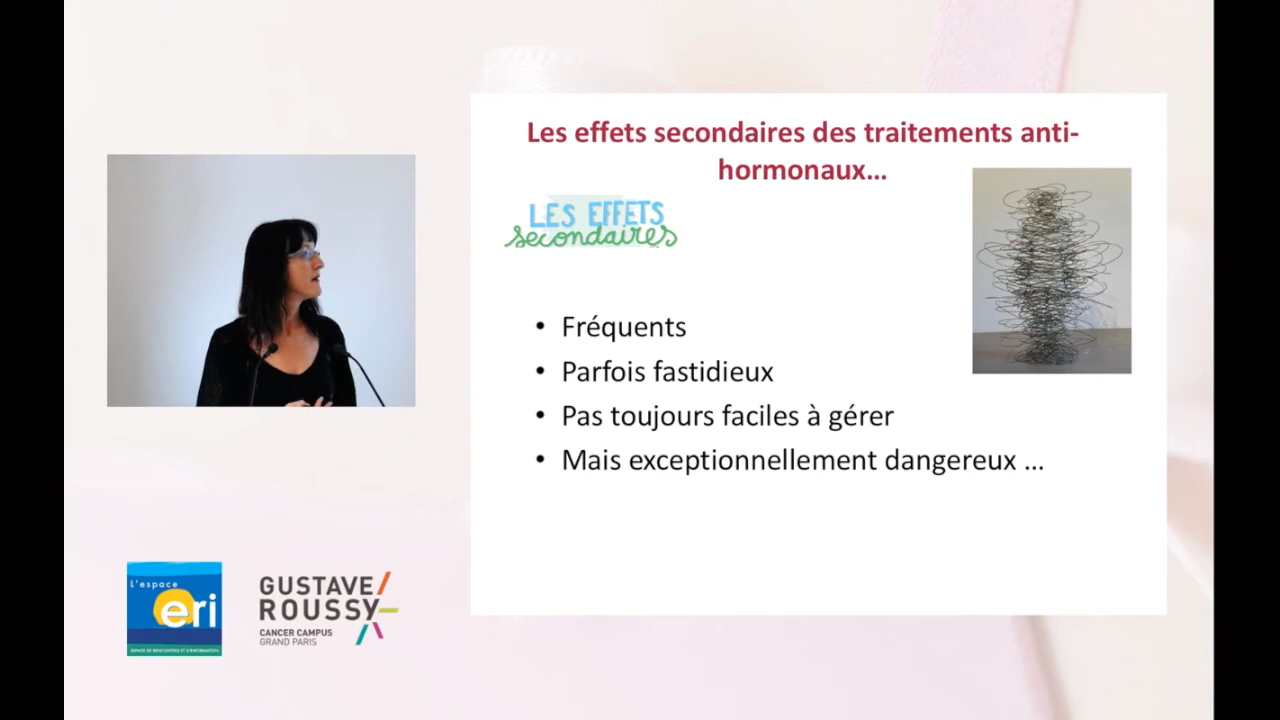 Les effets secondaires des traitements anti-
hormonaux...
LES EFFETS
secondaires
• Fréquents
• Parfois fastidieux
• Pas toujours faciles à gérer
• Mais exceptionnellement dangereux ...
L'espace
eri
ESPACE DE RENCONTRES ET D'INFORMATION
GUSTAVE/
ROUSSY
CANCER CAMPUS
GRAND PARIS